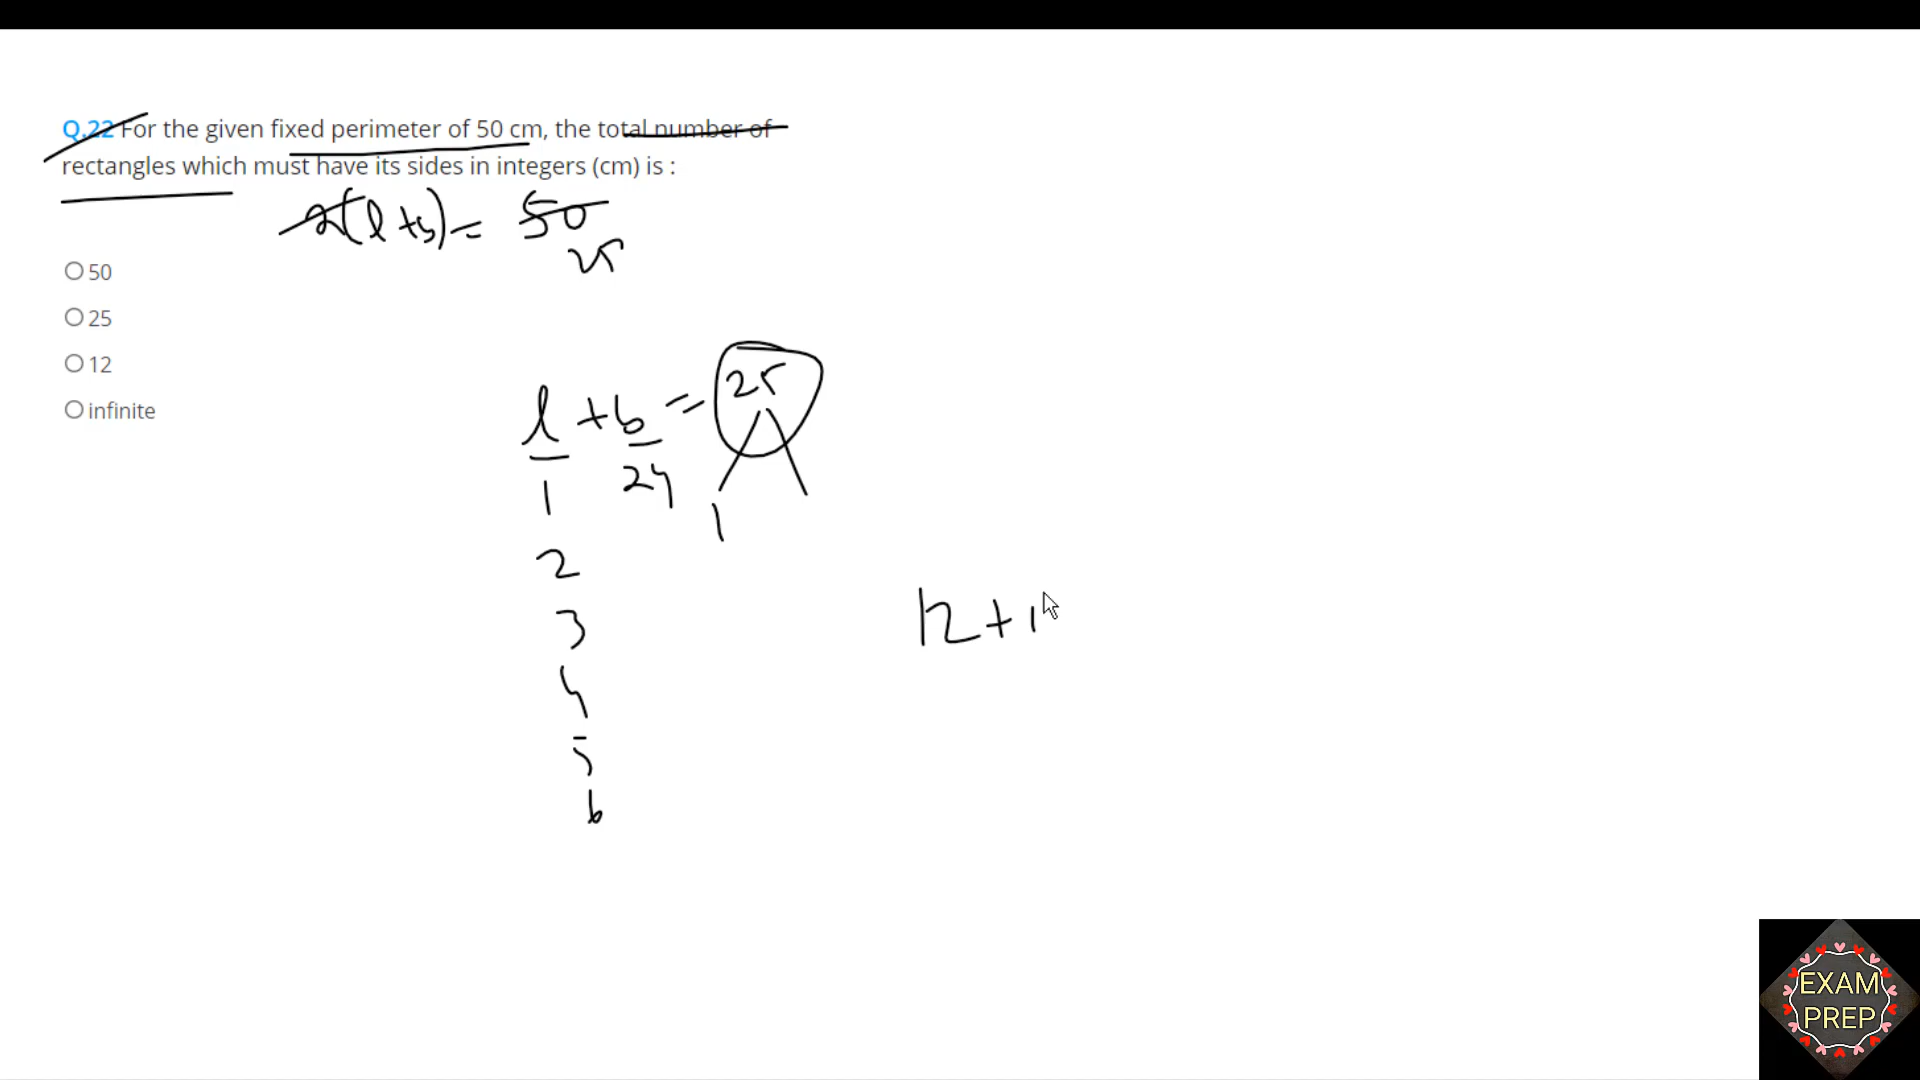 Q.22 For the given fixed perimeter of 50 cm, the total number of
rectangles which must have its sides in integers (cm) is :
2(l+b)= 50
25
50
25
12
infinite
l+b=25
1 24 1
2
3
4
5
6
12+1
EXAM
PREP